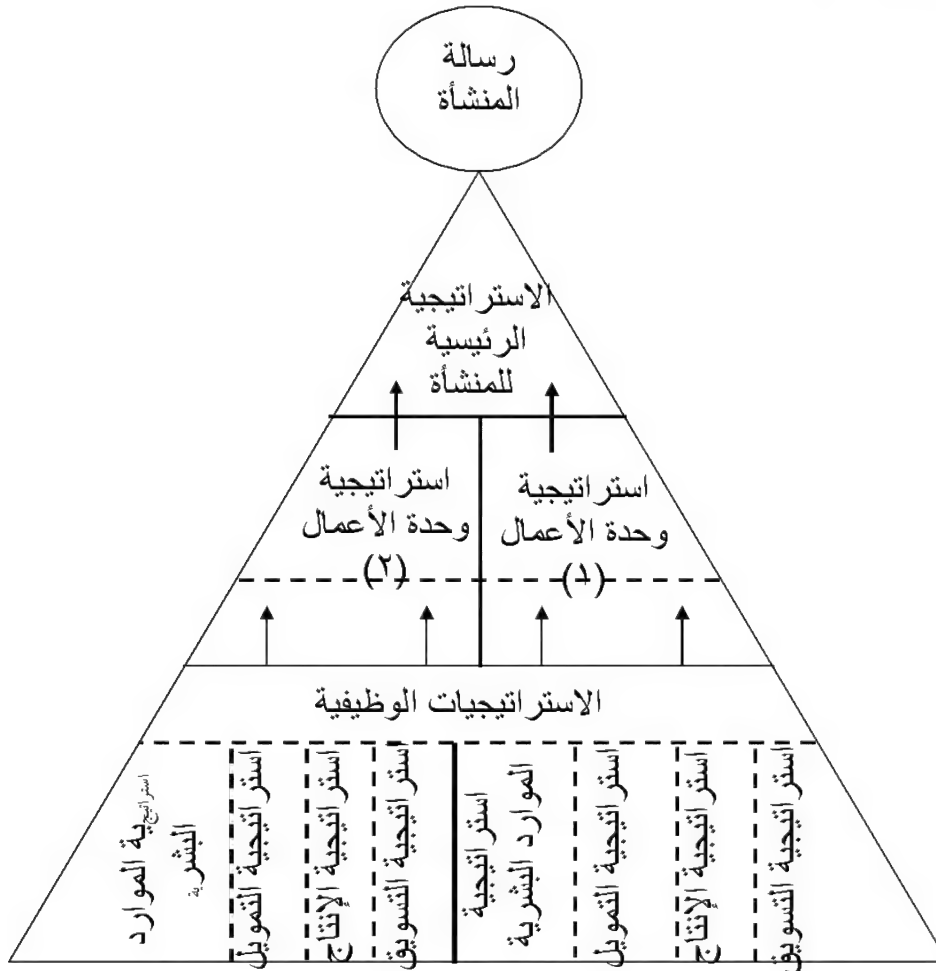 رسالة
المنشأة
الاستراتيجية
الرئيسية
للمنشأة
استراتيجية
وحدة الأعمال
(١)
استراتيجية
وحدة الأعمال
(٢)
الاستراتيجيات الوظيفية
استراتيجية التسويق
استراتيجية الإنتاج
استراتيجية التمويل
استراتيجية
الموارد البشرية
استراتيجية التسويق
استراتيجية الإنتاج
استراتيجية التمويل
استراتيجية الموارد
البشرية